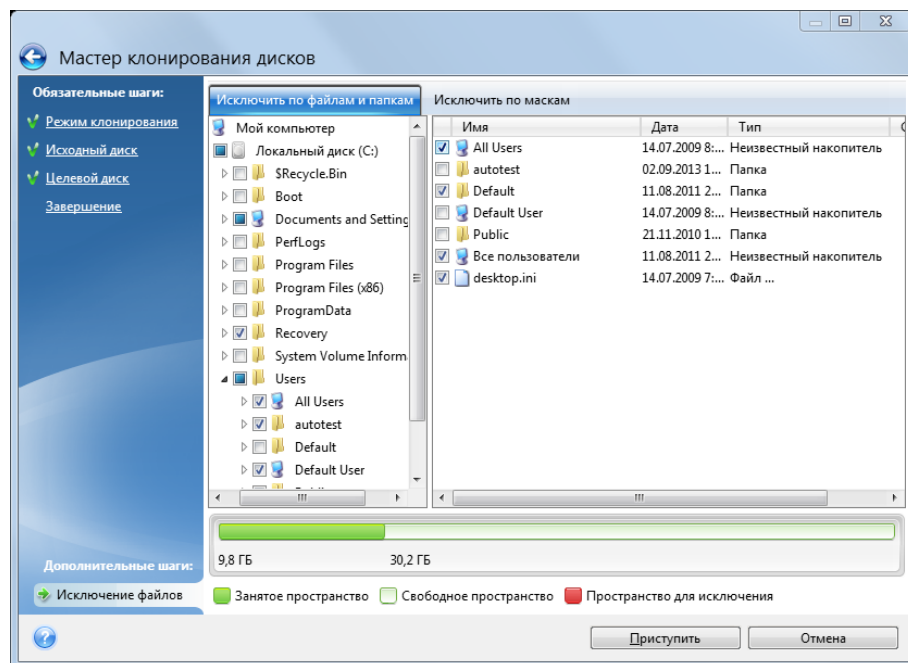 Мастер клонирования дисков
Обязательные шаги:
Режим клонирования
Исходный диск
Целевой диск
Завершение
Дополнительные шаги:
Исключение файлов
Исключить по файлам и папкам
Исключить по маскам
Мой компьютер
Локальный диск (C:)
$Recycle.Bin
Boot
Documents and Setting
PerfLogs
Program Files
Program Files (x86)
ProgramData
Recovery
System Volume Inform
Users
All Users
autotest
Default
Default User
Имя Дата Тип
All Users 14.07.2009 8:... Неизвестный накопитель
autotest 02.09.2013 1... Папка
Default 11.08.2011 2... Папка
Default User 14.07.2009 8:... Неизвестный накопитель
Public 21.11.2010 1... Папка
Все пользователи 11.08.2011 2... Неизвестный накопитель
desktop.ini 14.07.2009 7:... Файл ...
9,8 ГБ 30,2 ГБ
Занятое пространство Свободное пространство Пространство для исключения
Приступить Отмена